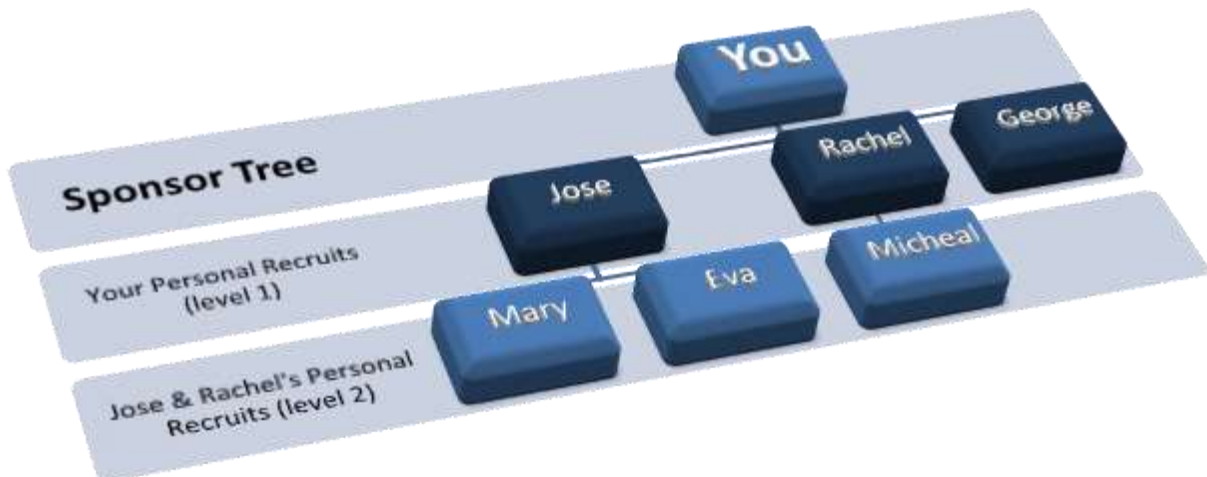 You
Sponsor Tree
Jose
Rachel
George
Your Personal Recruits
(level 1)
Mary
Eva
Micheal
Jose & Rachel's Personal
Recruits (level 2)